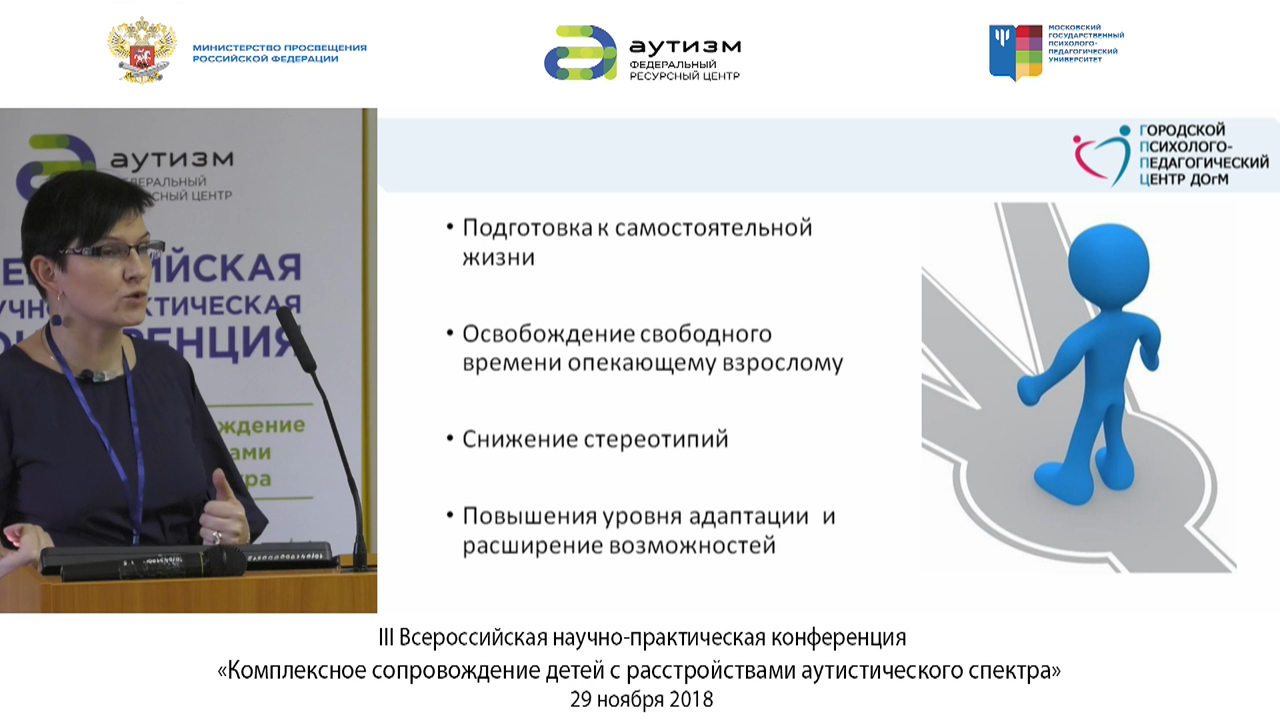 МИНИСТЕРСТВО ПРОСВЕЩЕНИЯ
РОССИЙСКОЙ ФЕДЕРАЦИИ
аутизм
ФЕДЕРАЛЬНЫЙ
РЕСУРСНЫЙ ЦЕНТР
МОСКОВСКИЙ
ГОСУДАРСТВЕННЫЙ
ПСИХОЛОГО-
ПЕДАГОГИЧЕСКИЙ
УНИВЕРСИТЕТ
аутизм
ФЕДЕРАЛЬНЫЙ
ЦЕНТР
ГОРОДСКОЙ
ПСИХОЛОГО-
ПЕДАГОГИЧЕСКИЙ
ЦЕНТР ДОгМ
• Подготовка к самостоятельной
жизни
• Освобождение свободного
времени опекающему взрослому
• Снижение стереотипий
• Повышения уровня адаптации и
расширение возможностей
III Всероссийская научно-практическая конференция
«Комплексное сопровождение детей с расстройствами аутистического спектра»
29 ноября 2018